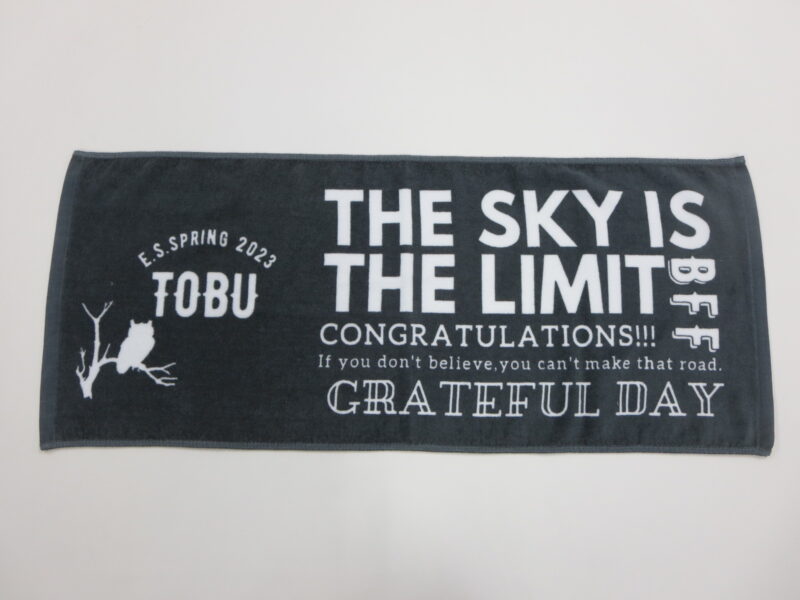 E.S.SPRING 2023
TOBU
THE SKY IS
THE LIMIT
BFF
CONGRATULATIONS!!!
If you don't believe,you can't make that road.
GRATEFUL DAY